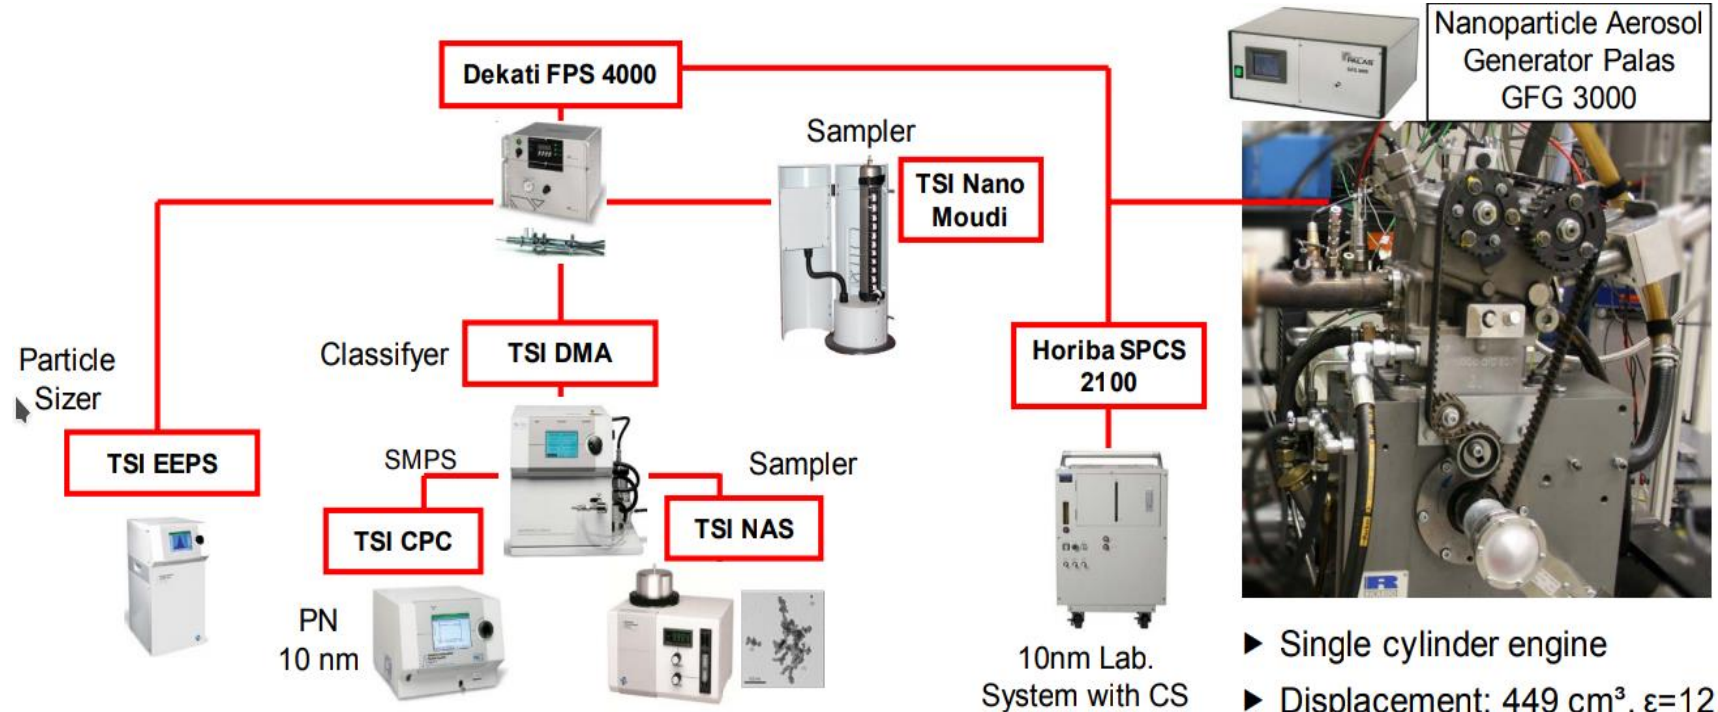 Dekati FPS 4000
Sampler
TSI Nano
Moudi
Nanoparticle Aerosol
Generator Palas
GFG 3000
PALAS
Particle
Sizer
TSI EEPS
Classifyer
TSI DMA
SMPS
Sampler
TSI CPC
TSI NAS
PN
10 nm
Horiba SPCS
2100
10nm Lab.
System with CS
R
▶ Single cylinder engine
▶ Displacement: 449 cm³, ε=12